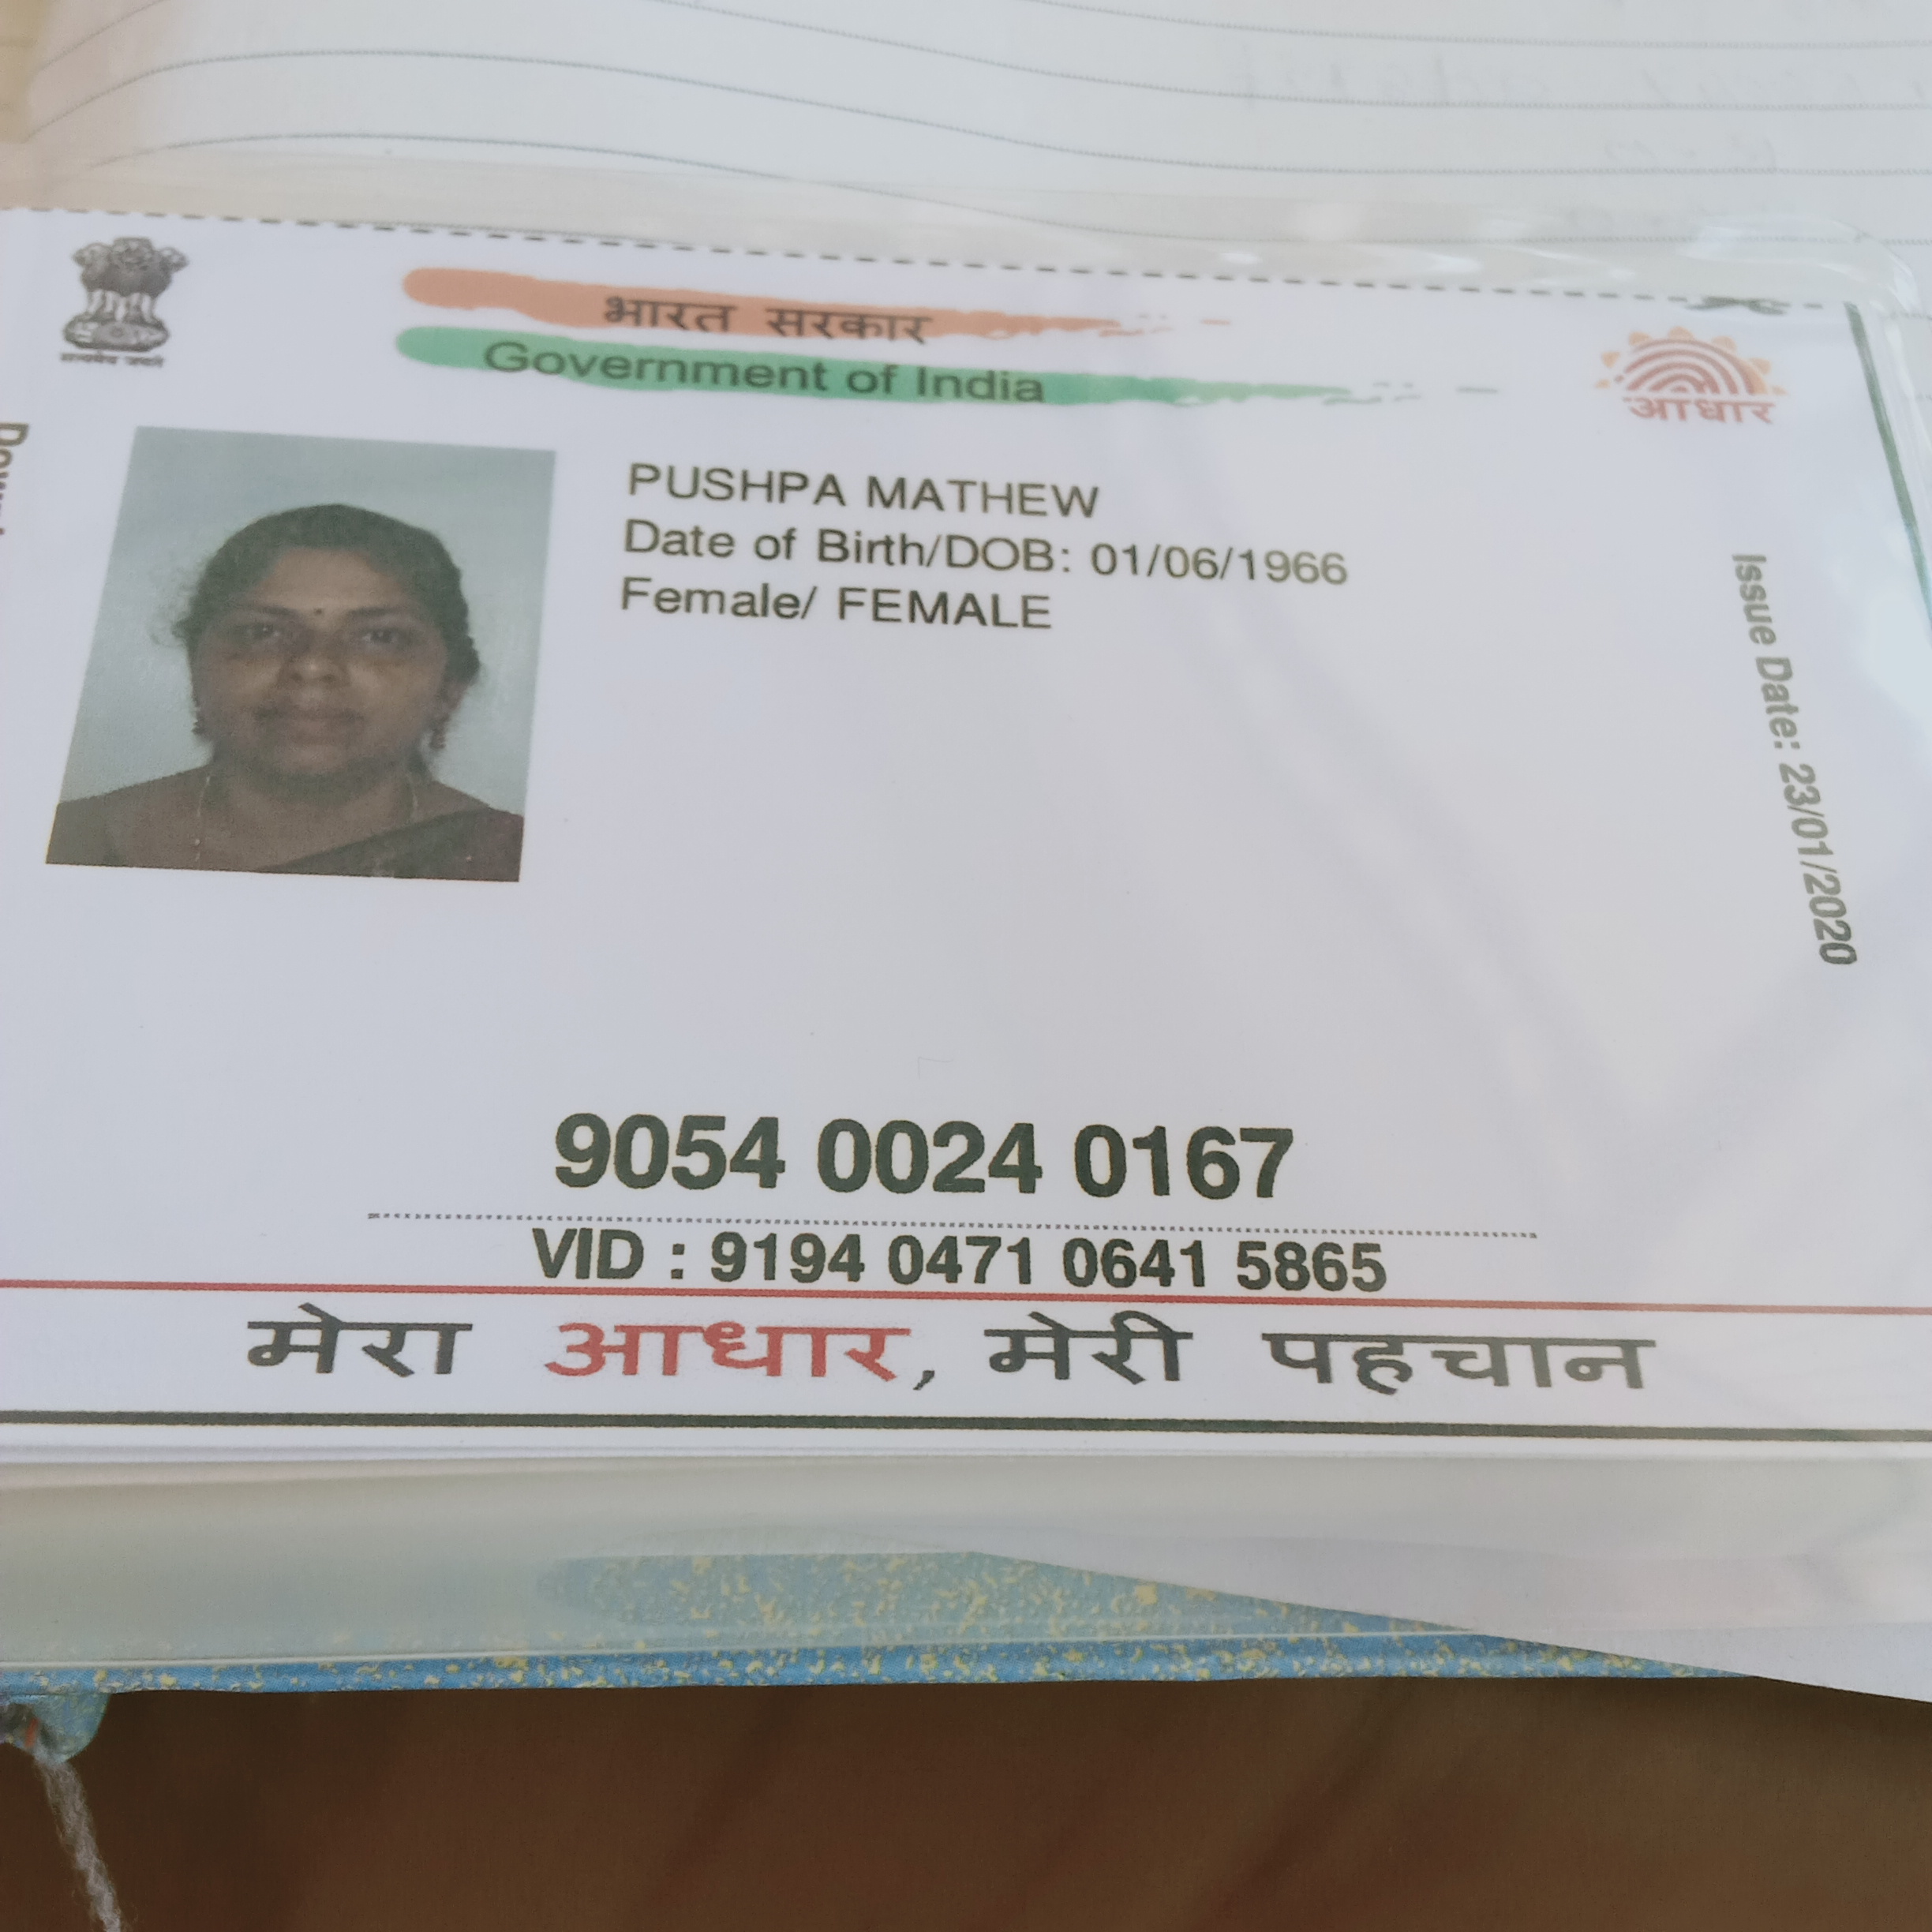 सत्यमेव जयते
भारत सरकार
Government of India
आधार
PUSHPA MATHEW
Date of Birth/DOB: 01/06/1966
Female/ FEMALE
Issue Date: 23/01/2020
9054 0024 0167
VID : 9194 0471 0641 5865
मेरा आधार, मेरी पहचान